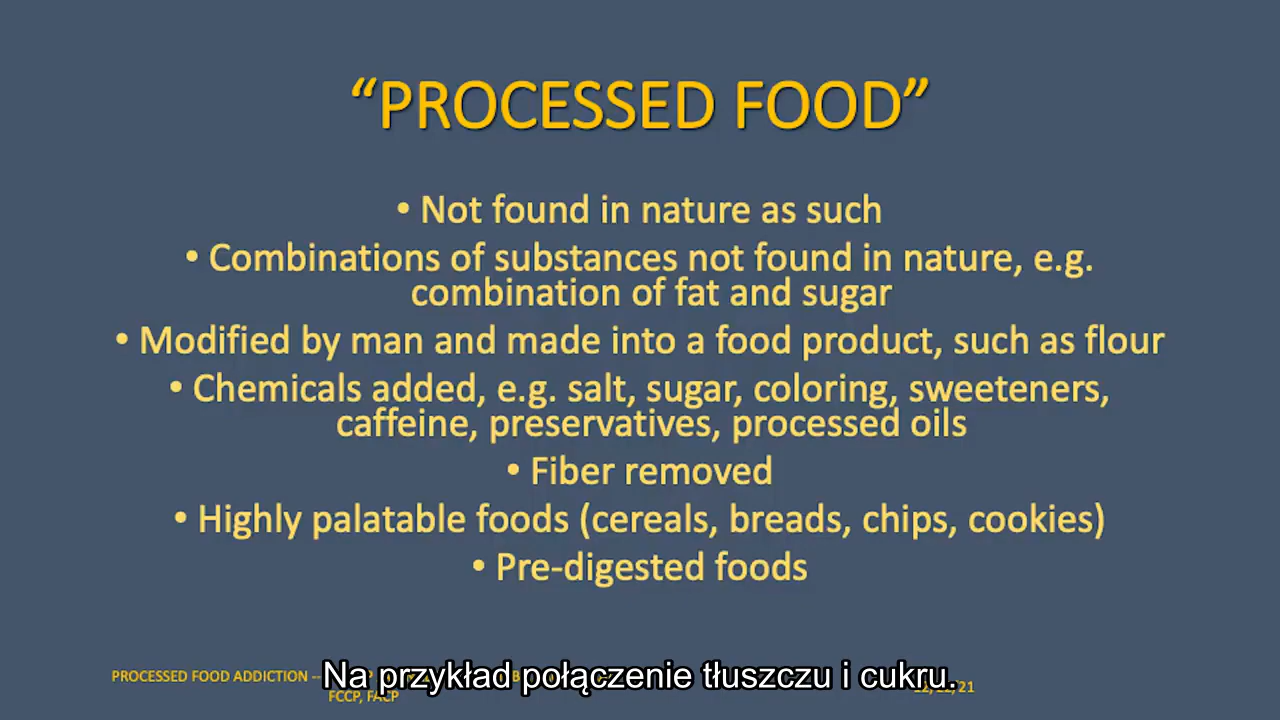 “PROCESSED FOOD”
• Not found in nature as such
• Combinations of substances not found in nature, e.g.
combination of fat and sugar
• Modified by man and made into a food product, such as flour
• Chemicals added, e.g. salt, sugar, coloring, sweeteners,
caffeine, preservatives, processed oils
• Fiber removed
• Highly palatable foods (cereals, breads, chips, cookies)
• Pre-digested foods
PROCESSED FOOD ADDICTION --
Na przykład połączenie tłuszczu i cukru.
FCCP, FACP